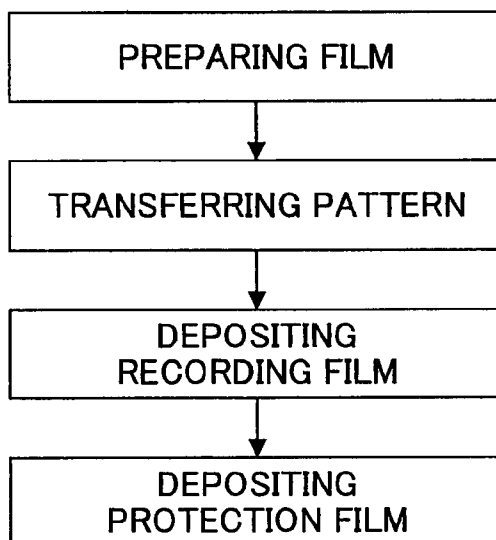 PREPARING FILM
TRANSFERRING PATTERN
DEPOSITING
RECORDING FILM
DEPOSITING
PROTECTION FILM